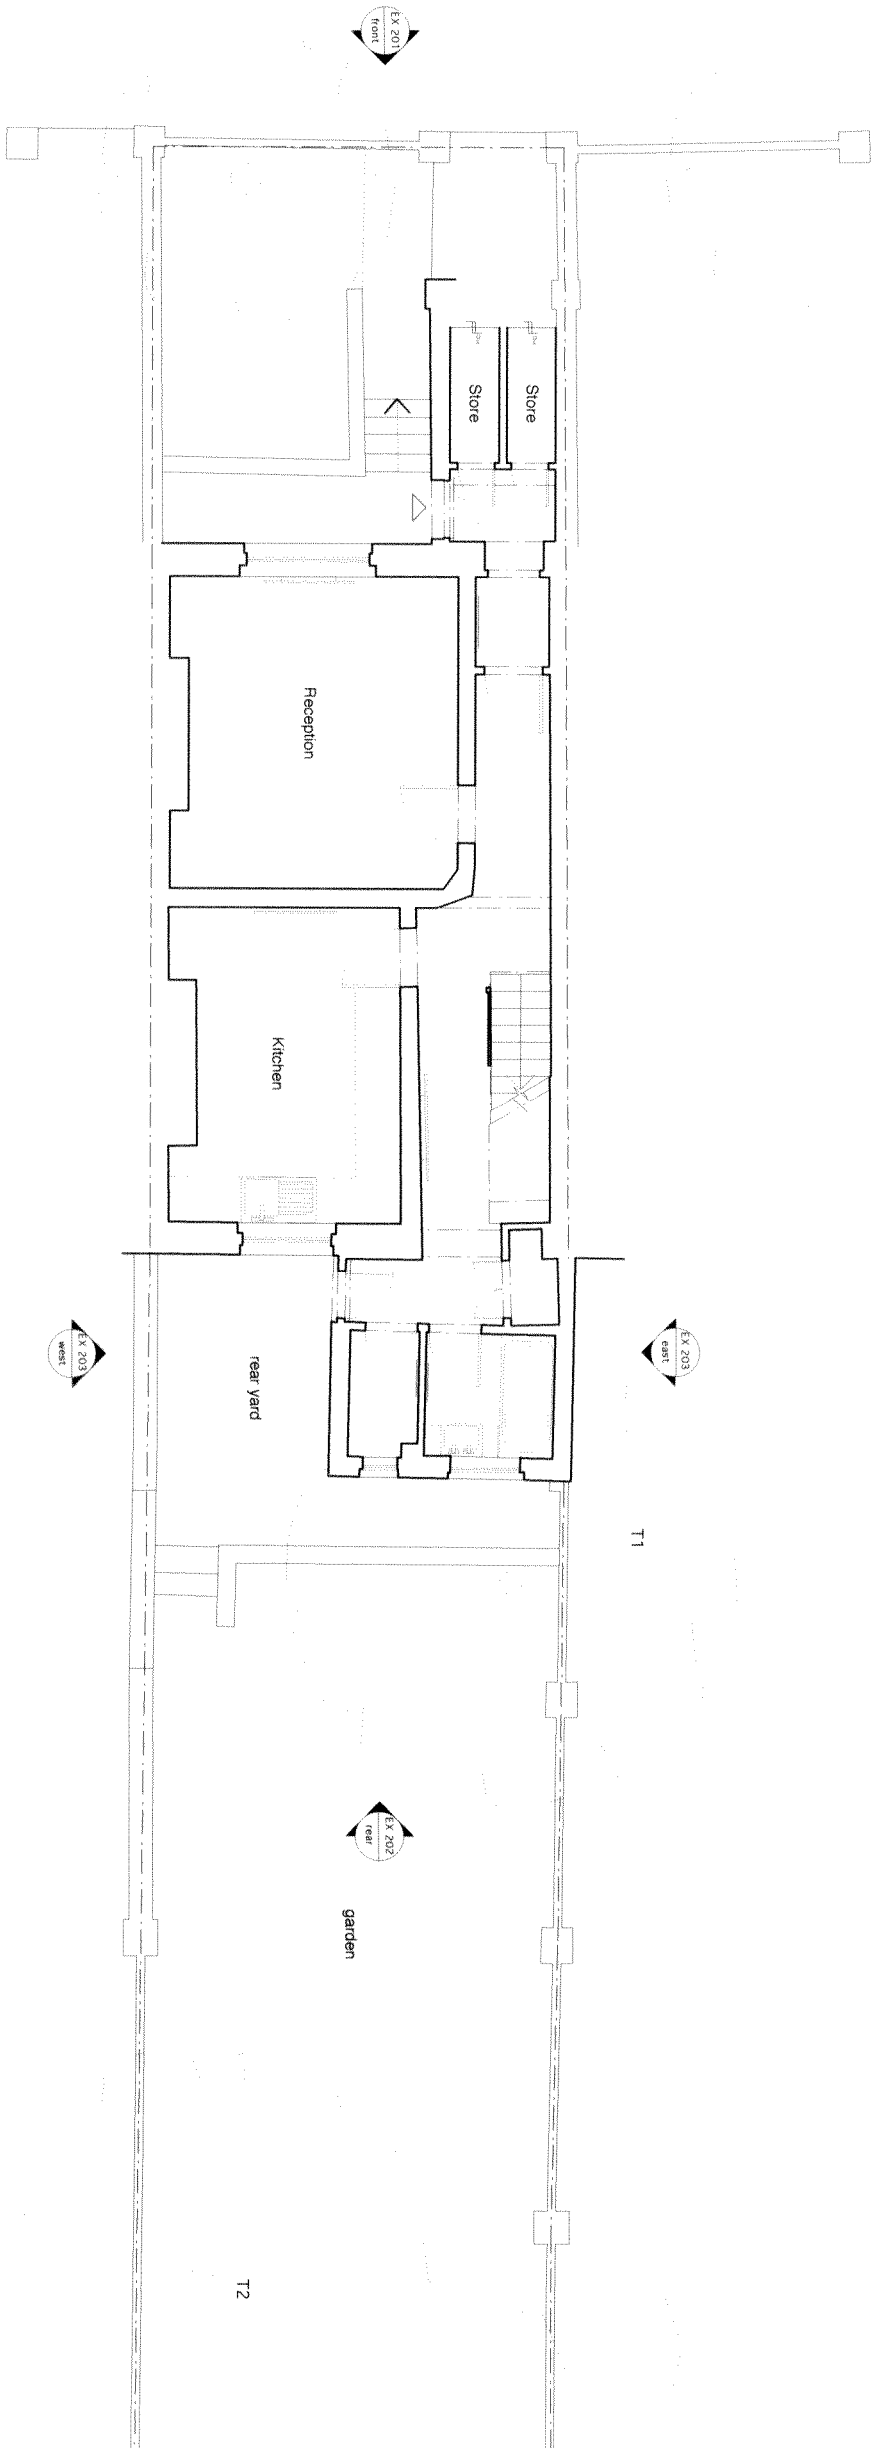 EX 201
front
Store
Store
Reception
Kitchen
EX 203
west
rear yard
EX 203
east
T1
EX 202
rear
garden
T2